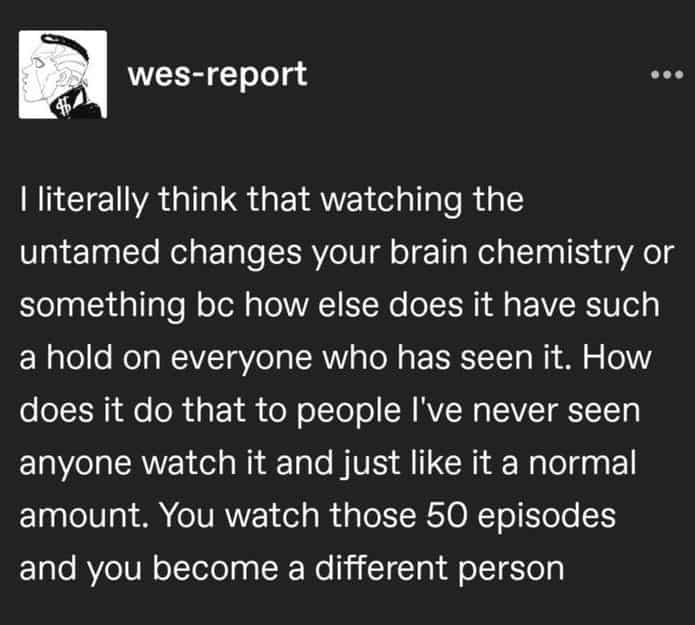 wes-report
I literally think that watching the
untamed changes your brain chemistry or
something bc how else does it have such
a hold on everyone who has seen it. How
does it do that to people I've never seen
anyone watch it and just like it a normal
amount. You watch those 50 episodes
and you become a different person